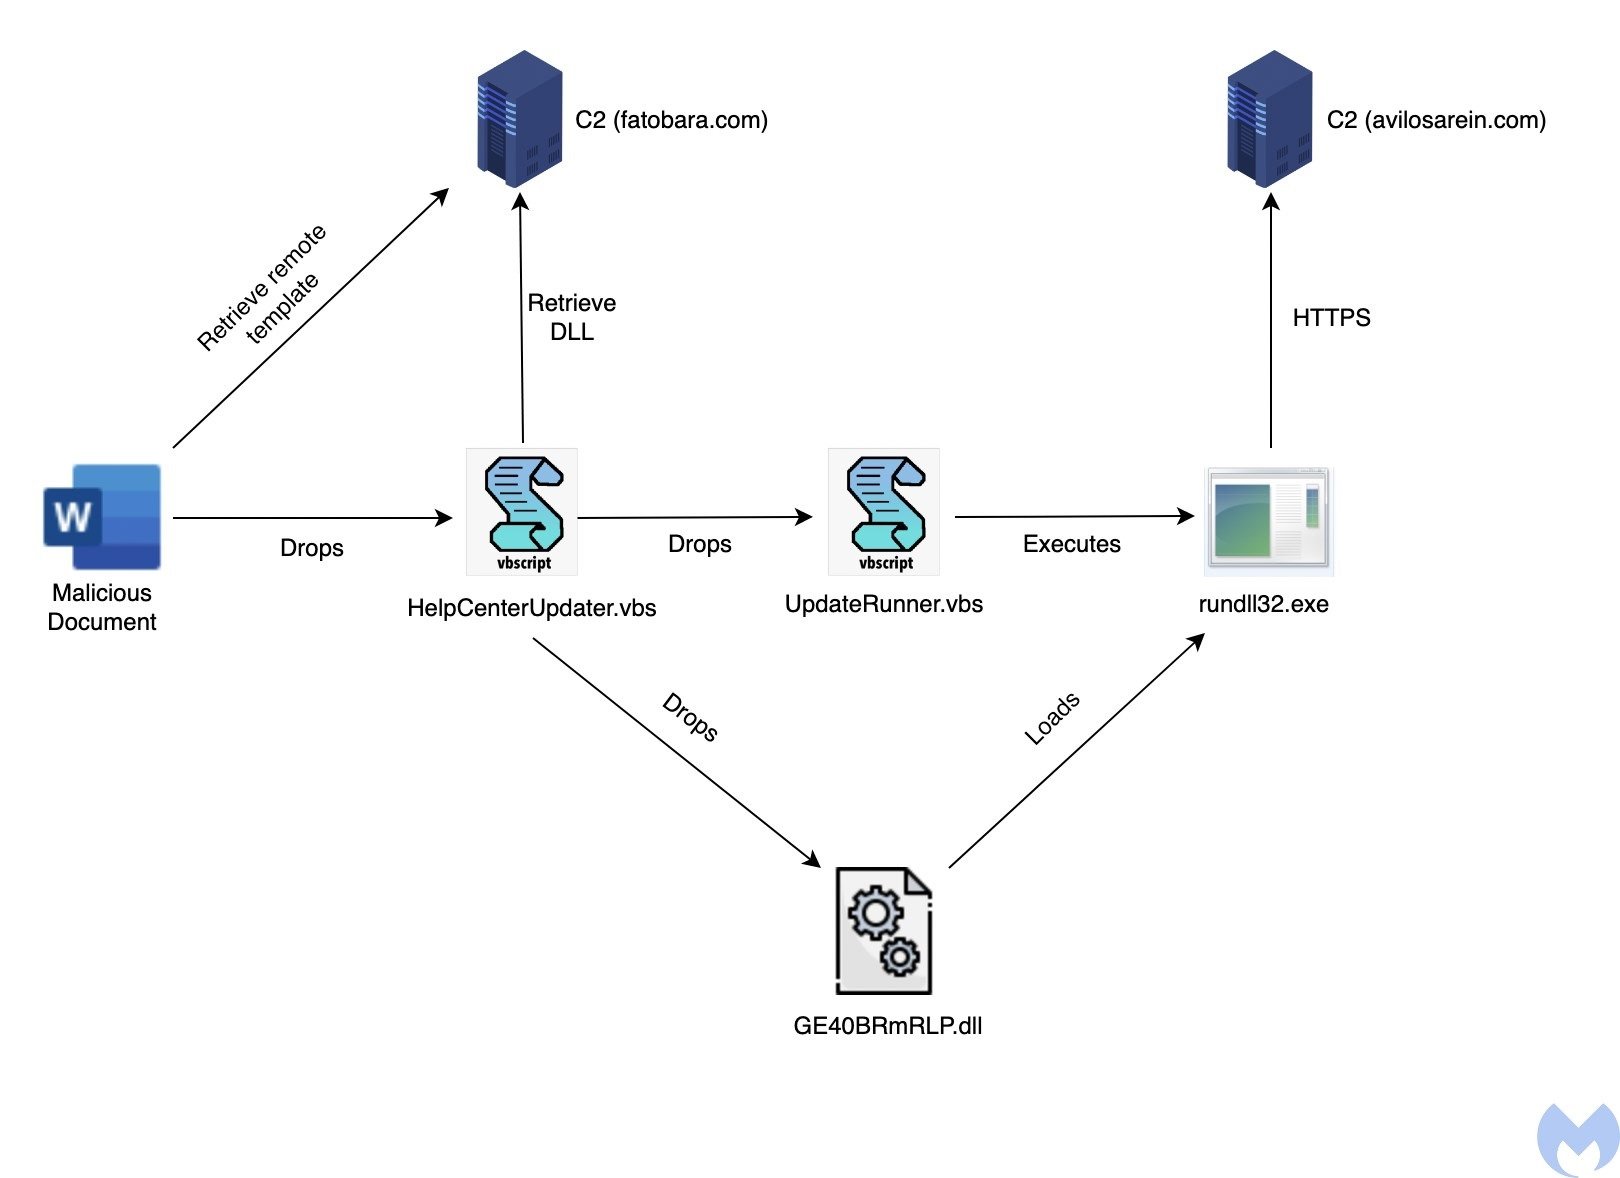 C2 (fatobara.com)
C2 (avilosarein.com)
Retrieve remote
template
Retrieve
DLL
HTTPS
W
Malicious
Document
Drops
vbscript
HelpCenterUpdater.vbs
Drops
vbscript
UpdateRunner.vbs
Executes
rundll32.exe
Drops
Loads
GE40BRmRLP.dll